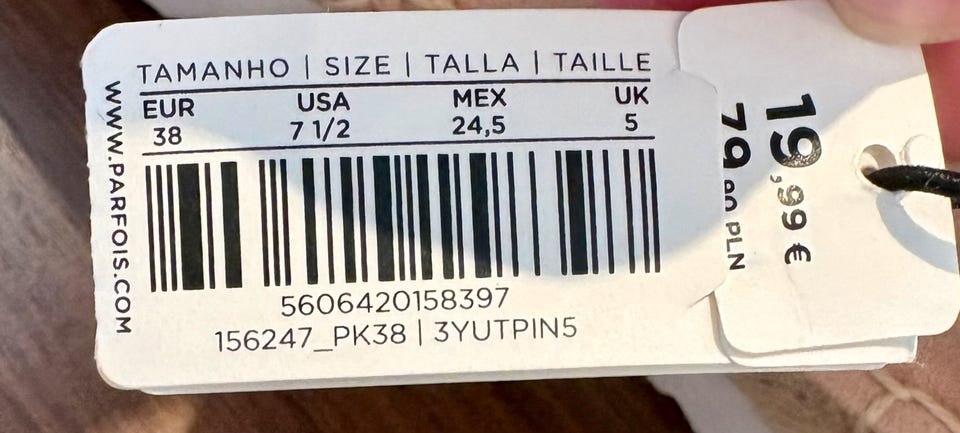 TAMANHO | SIZE | TALLA | TAILLE
EUR USA MEX UK
38 7 1/2 24,5 5
5606420158397
156247_PK38 | 3YUTPIN5
WWW.PARFOIS.COM
19,99 €
79 PLN